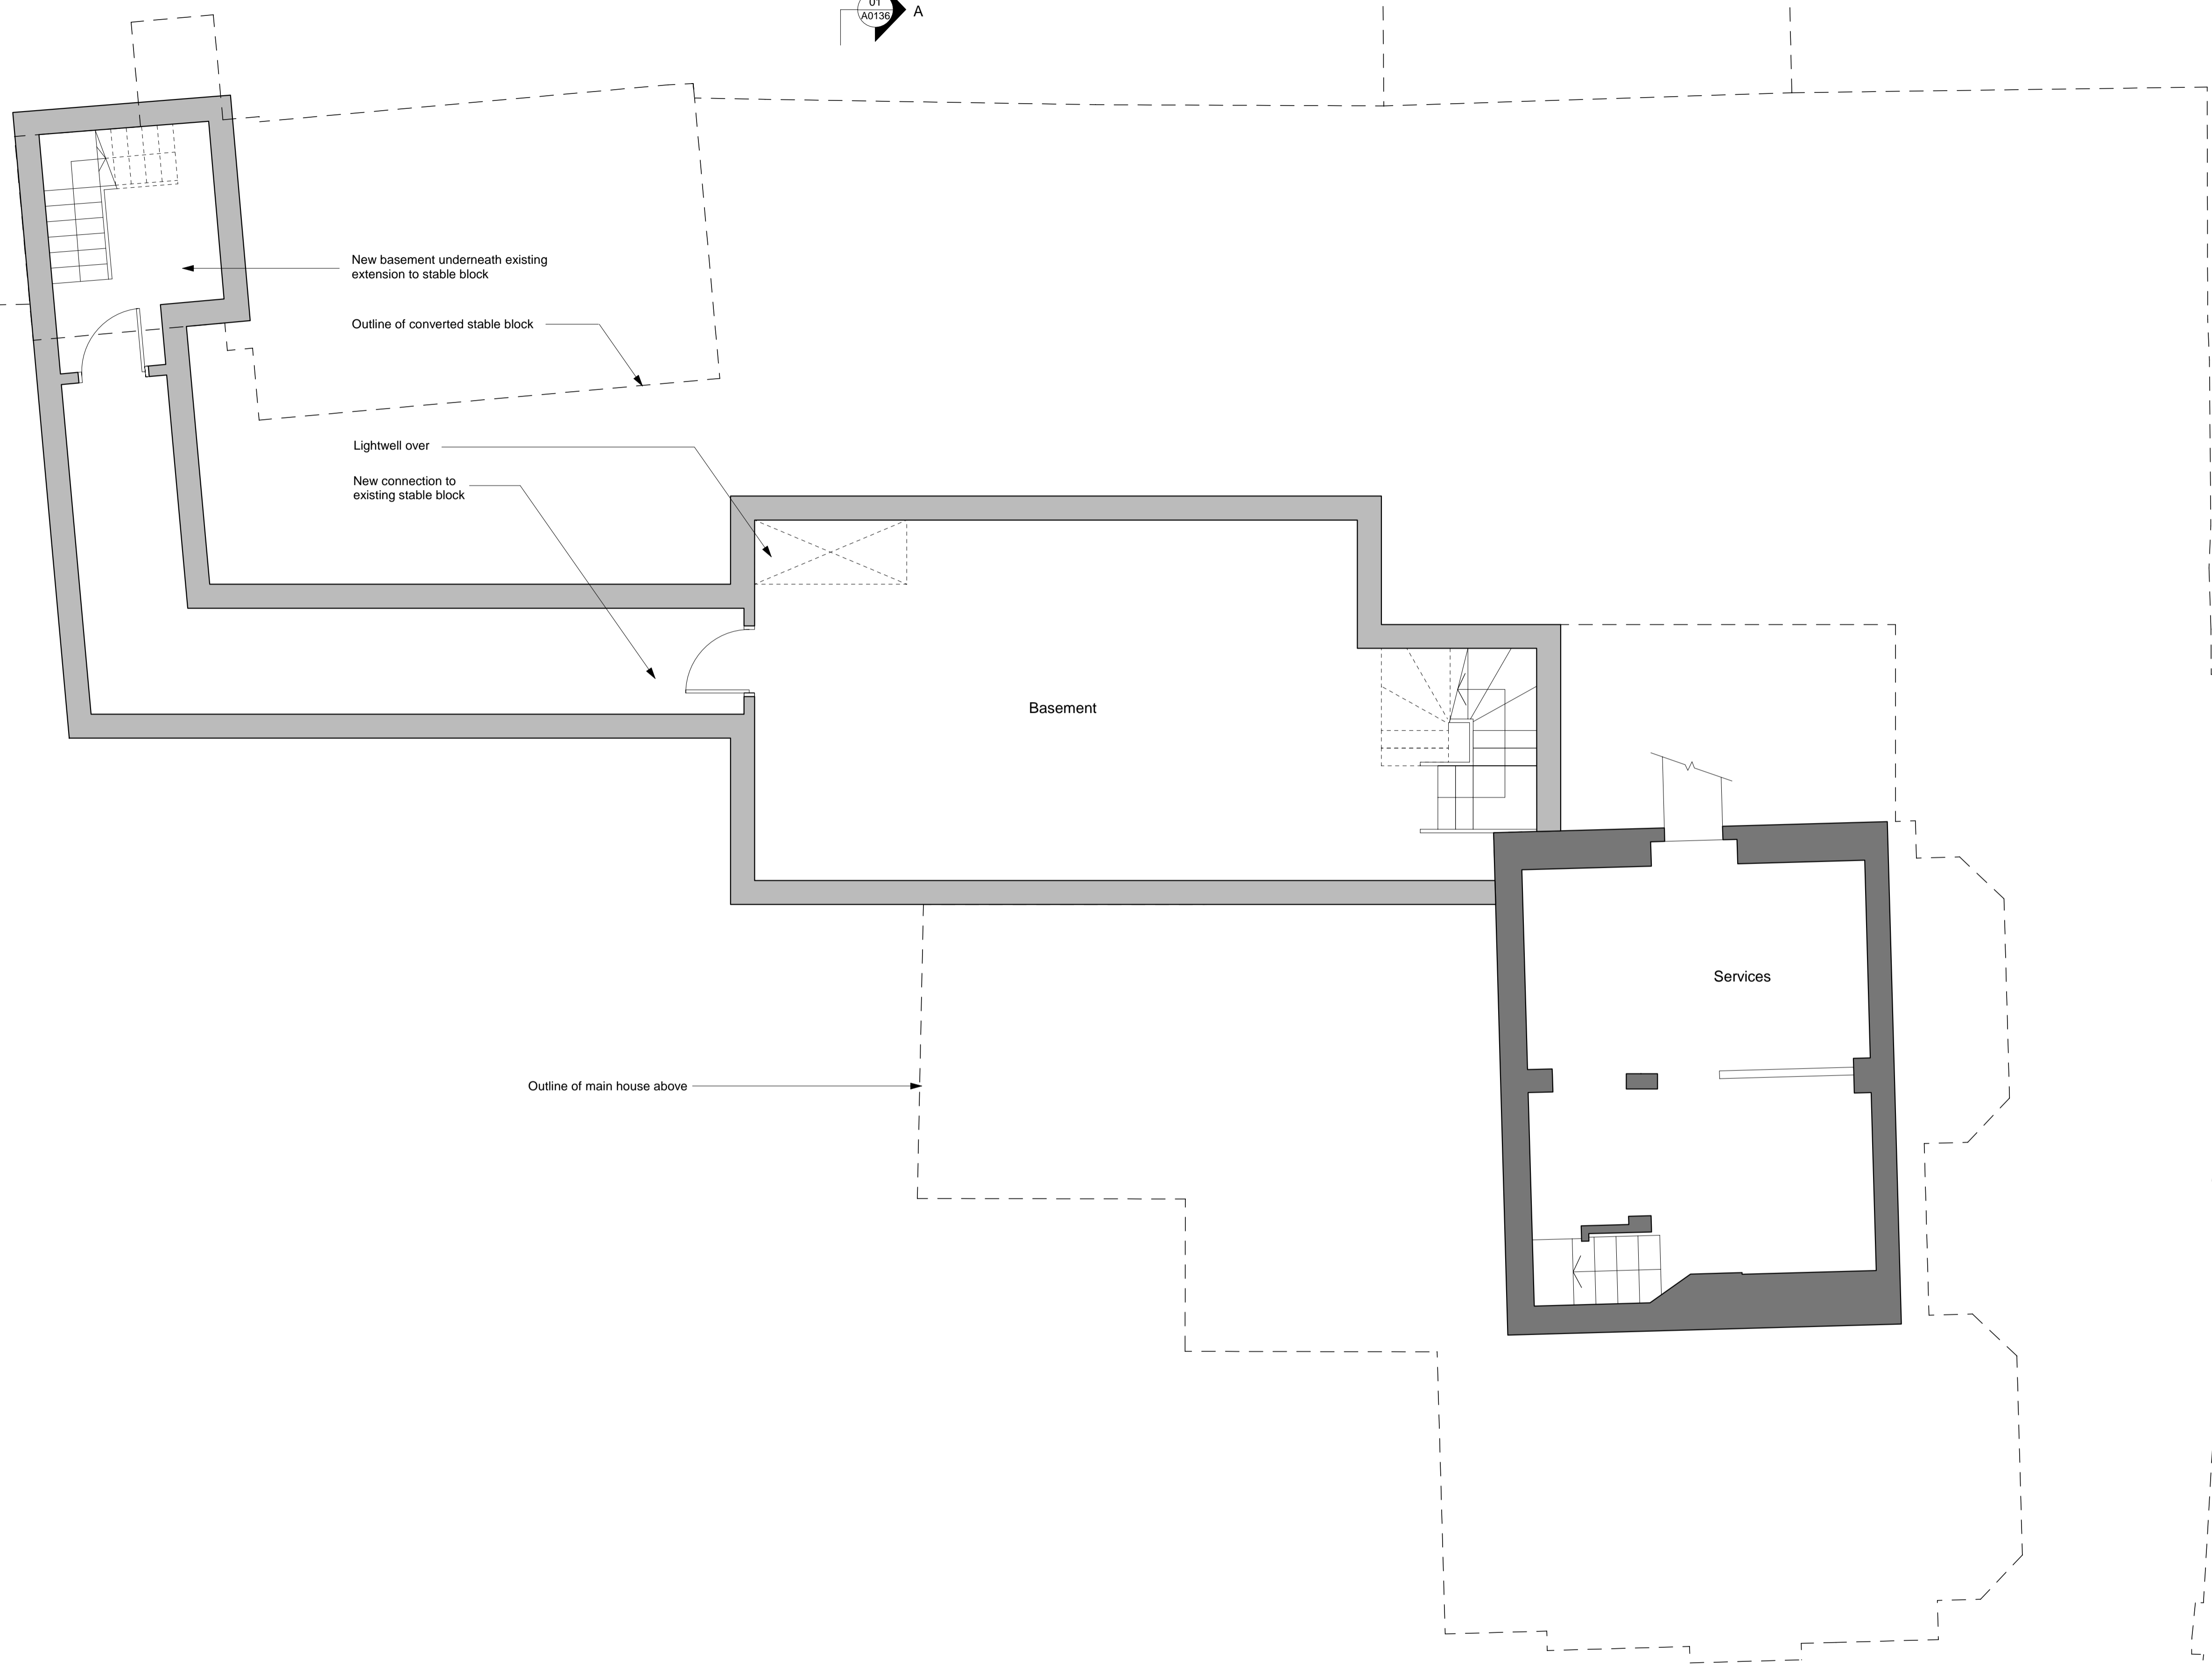 01
A0136
A
New basement underneath existing
extension to stable block
Outline of converted stable block
Lightwell over
New connection to
existing stable block
Basement
Services
Outline of main house above